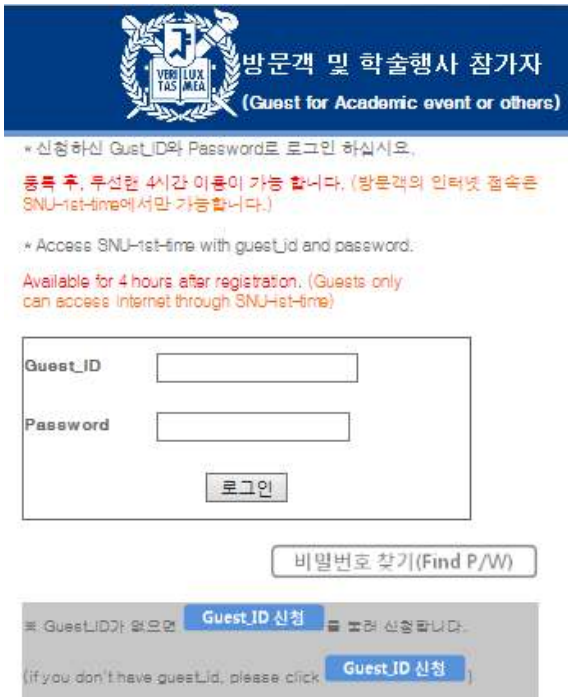 VERI LUX
TAS MEA
방문객 및 학술행사 참가자
(Guest for Academic event or others)
* 신청하신 Gust_ID와 Password로 로그인 하십시요.
등록 후, 무선랜 4시간 이용이 가능 합니다. (방문객의 인터넷 접속은
SNU-1st-time에서만 가능합니다.)
* Access SNU-1st-time with guest_id and password.
Available for 4 hours after registration. (Guests only
can access internet through SNU-ist-time)
Guest_ID
Password
로그인
비밀번호 찾기(Find P/W)
※ Guest_ID가 없으면 Guest_ID 신청 를 눌러 신청합니다.
(if you don't have guest_id, please click Guest_ID 신청 )